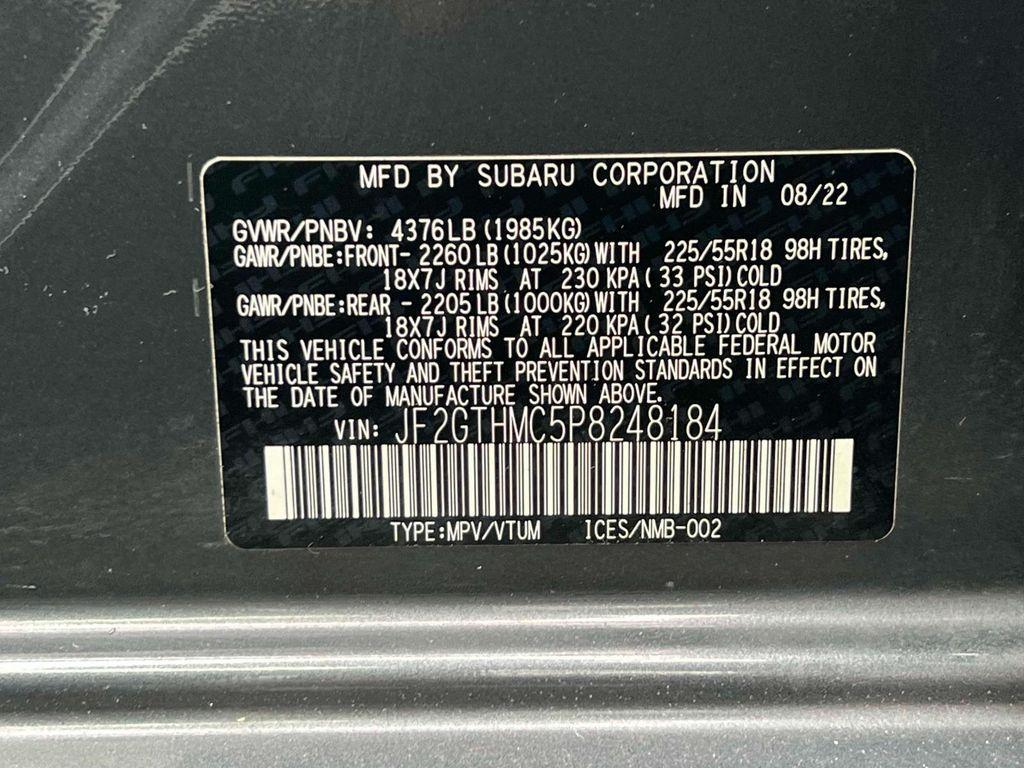 MFD BY SUBARU CORPORATION
MFD IN 08/22
GVWR/PNBV: 4376LB(1985KG)
GAWR/PNBE:FRONT- 2260LB(1025KG)WITH 225/55R18 98H TIRES,
18X7J RIMS AT 230 KPA( 33 PSI)COLD
GAWR/PNBE:REAR - 2205LB(1000KG)WITH 225/55R18 98H TIRES,
18X7J RIMS AT 220 KPA( 32 PSI)COLD
THIS VEHICLE CONFORMS TO ALL APPLICABLE FEDERAL MOTOR
VEHICLE SAFETY AND THEFT PREVENTION STANDARDS IN EFFECT ON
THE DATE OF MANUFACTURE SHOWN ABOVE.
VIN: JF2GTHMC5P8248184
TYPE:MPV/VTUM ICES/NMB-002